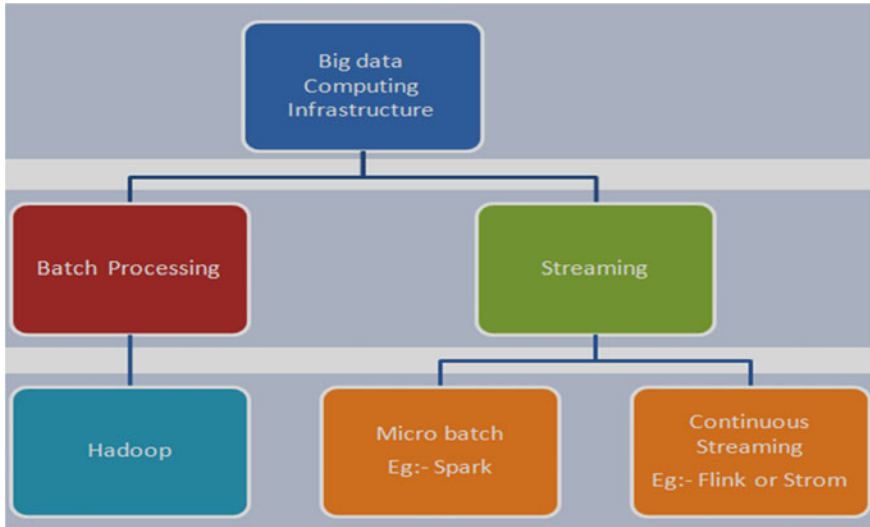 Big data
Computing
Infrastructure
Batch Processing
Streaming
Hadoop
Micro batch
Eg:- Spark
Continuous
Streaming
Eg:- Flink or Strom